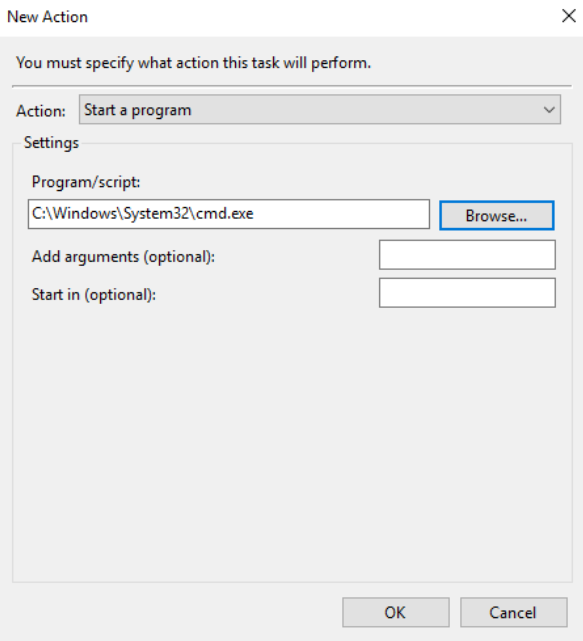 New Action
You must specify what action this task will perform.
Action: Start a program
Settings
Program/script:
C:\Windows\System32\cmd.exe Browse...
Add arguments (optional):
Start in (optional):
OK Cancel